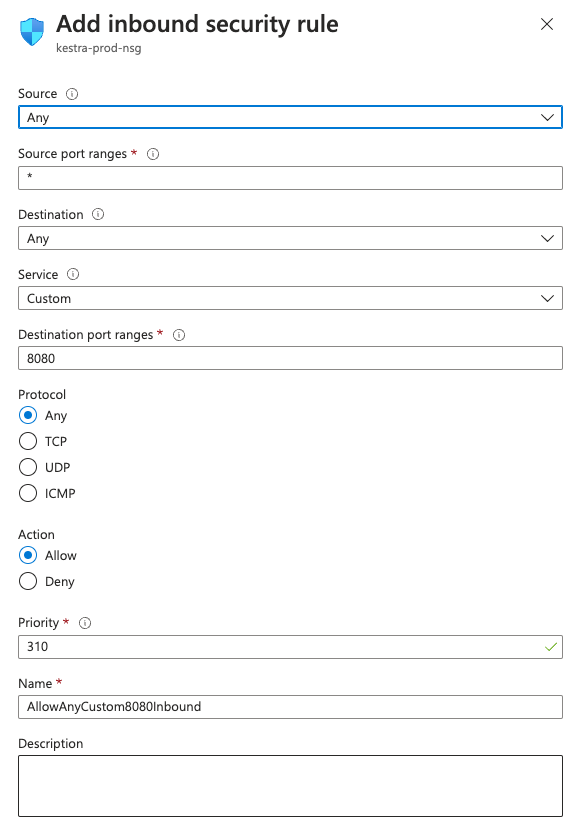 Add inbound security rule
kestra-prod-nsg
Source
Any
Source port ranges *
*
Destination
Any
Service
Custom
Destination port ranges *
8080
Protocol
Any
TCP
UDP
ICMP
Action
Allow
Deny
Priority *
310
Name *
AllowAnyCustom8080Inbound
Description